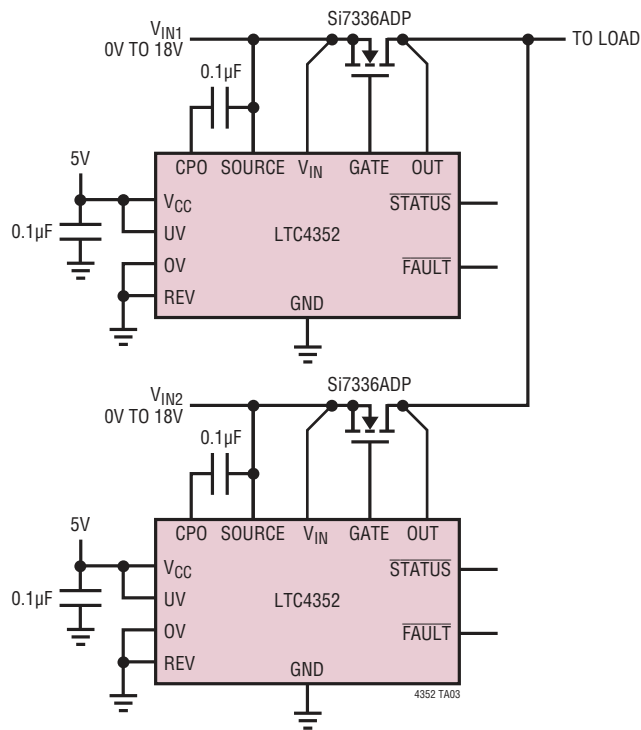 Si7336ADP
VIN1
0V TO 18V
TO LOAD
0.1µF
5V
CPO SOURCE VIN GATE OUT
VCC
STATUS
0.1µF
UV
LTC4352
OV
FAULT
REV
GND
Si7336ADP
VIN2
0V TO 18V
0.1µF
5V
CPO SOURCE VIN GATE OUT
VCC
STATUS
0.1µF
UV
LTC4352
OV
FAULT
REV
GND
4352 TA03